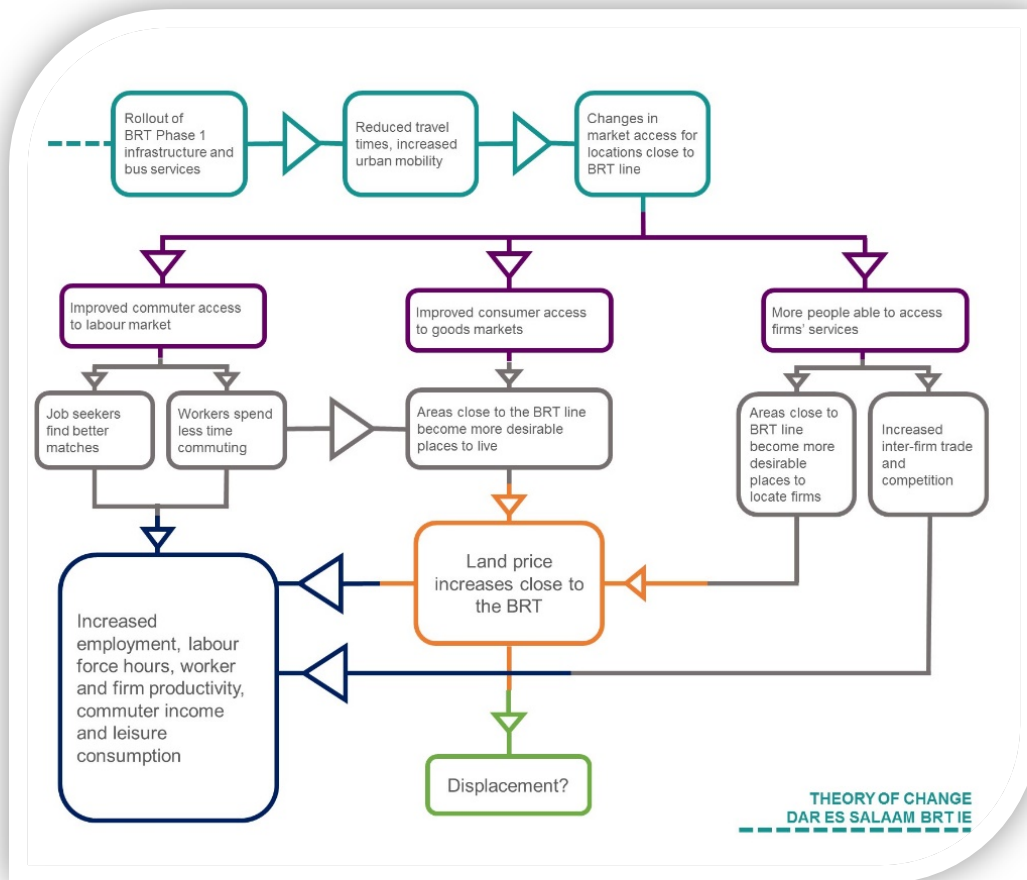 Rollout of
BRT Phase 1
infrastructure and
bus services
Reduced travel
times, increased
urban mobility
Changes in
market access for
locations close to
BRT line
Improved commuter access
to labour market
Improved consumer access
to goods markets
More people able to access
firms' services
Job seekers
find better
matches
Workers spend
less time
commuting
Areas close to the BRT line
become more desirable
places to live
Areas close to
BRT line
become more
desirable
places to
locate firms
Increased
inter-firm trade
and
competition
Land price
increases close to
the BRT
Increased
employment, labour
force hours, worker
and firm productivity,
commuter income
and leisure
consumption
Displacement?
THEORY OF CHANGE
DAR ES SALAAM BRT IE